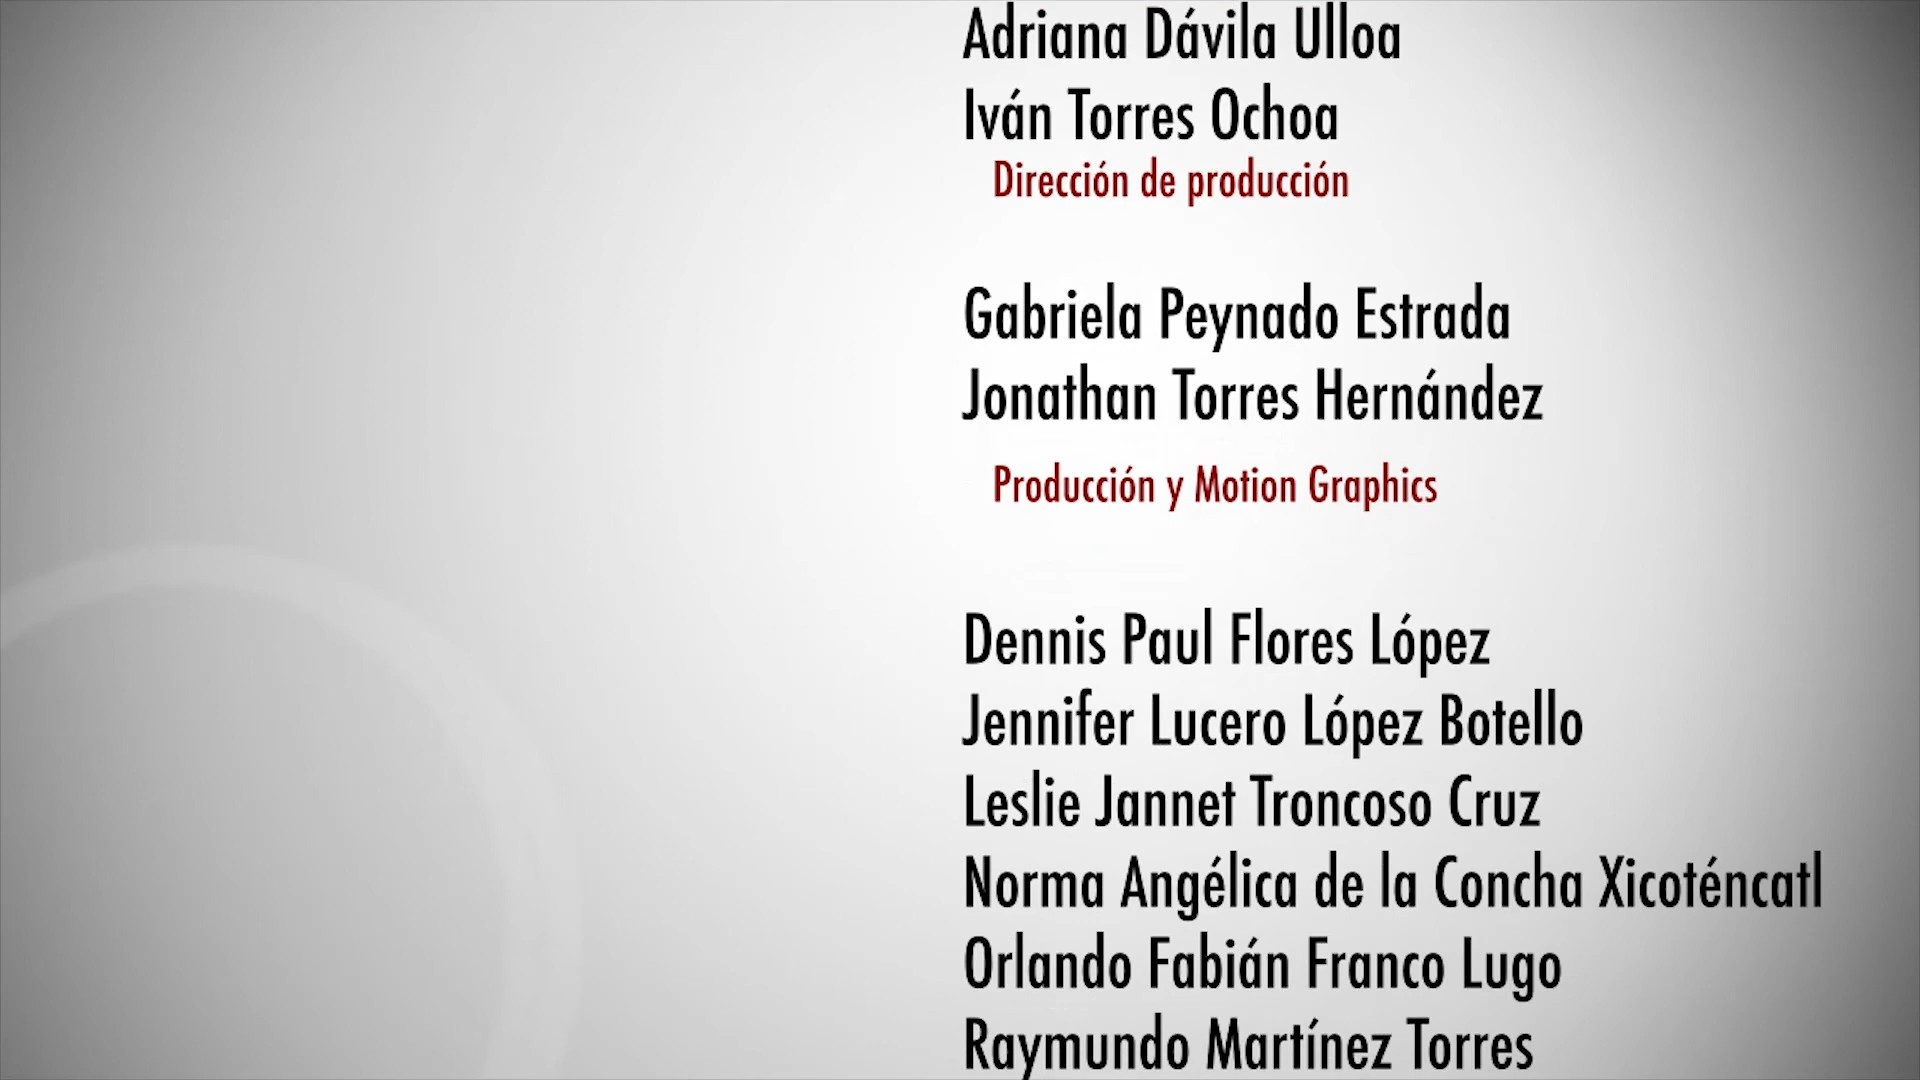 Adriana Dávila Ulloa
Iván Torres Ochoa
Dirección de producción
Gabriela Peynado Estrada
Jonathan Torres Hernández
Producción y Motion Graphics
Dennis Paul Flores López
Jennifer Lucero López Botello
Leslie Jannet Troncoso Cruz
Norma Angélica de la Concha Xicoténcatl
Orlando Fabián Franco Lugo
Raymundo Martínez Torres